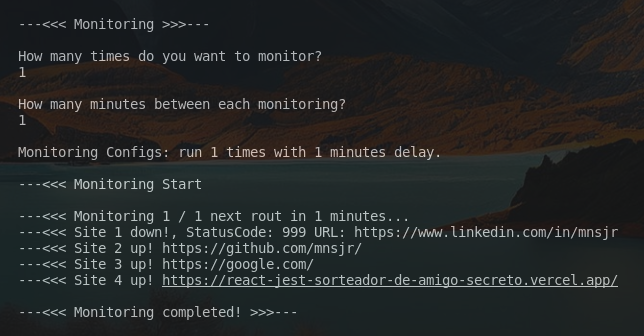 ---<<< Monitoring >>>---
How many times do you want to monitor?
1
How many minutes between each monitoring?
1
Monitoring Configs: run 1 times with 1 minutes delay.
---<<< Monitoring Start
---<<< Monitoring 1 / 1 next rout in 1 minutes...
---<<< Site 1 down!, StatusCode: 999 URL: https://www.linkedin.com/in/mnsjr
---<<< Site 2 up! https://github.com/mnsjr/
---<<< Site 3 up! https://google.com/
---<<< Site 4 up! https://react-jest-sorteador-de-amigo-secreto.vercel.app/
---<<< Monitoring completed! >>>---